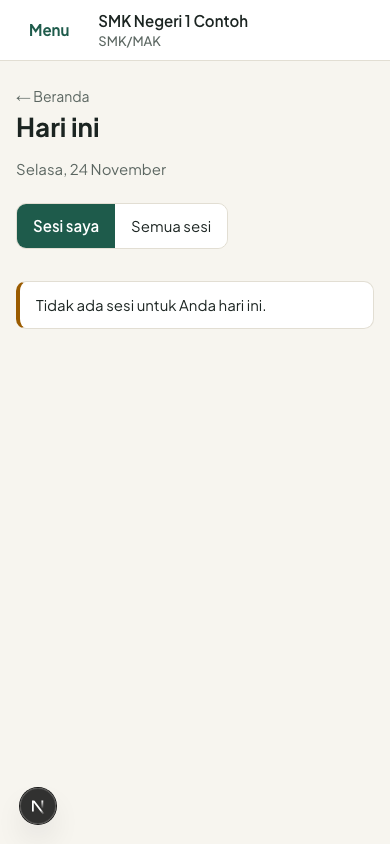 Menu
SMK Negeri 1 Contoh
SMK/MAK
← Beranda
Hari ini
Selasa, 24 November
Sesi saya
Semua sesi
Tidak ada sesi untuk Anda hari ini.
N